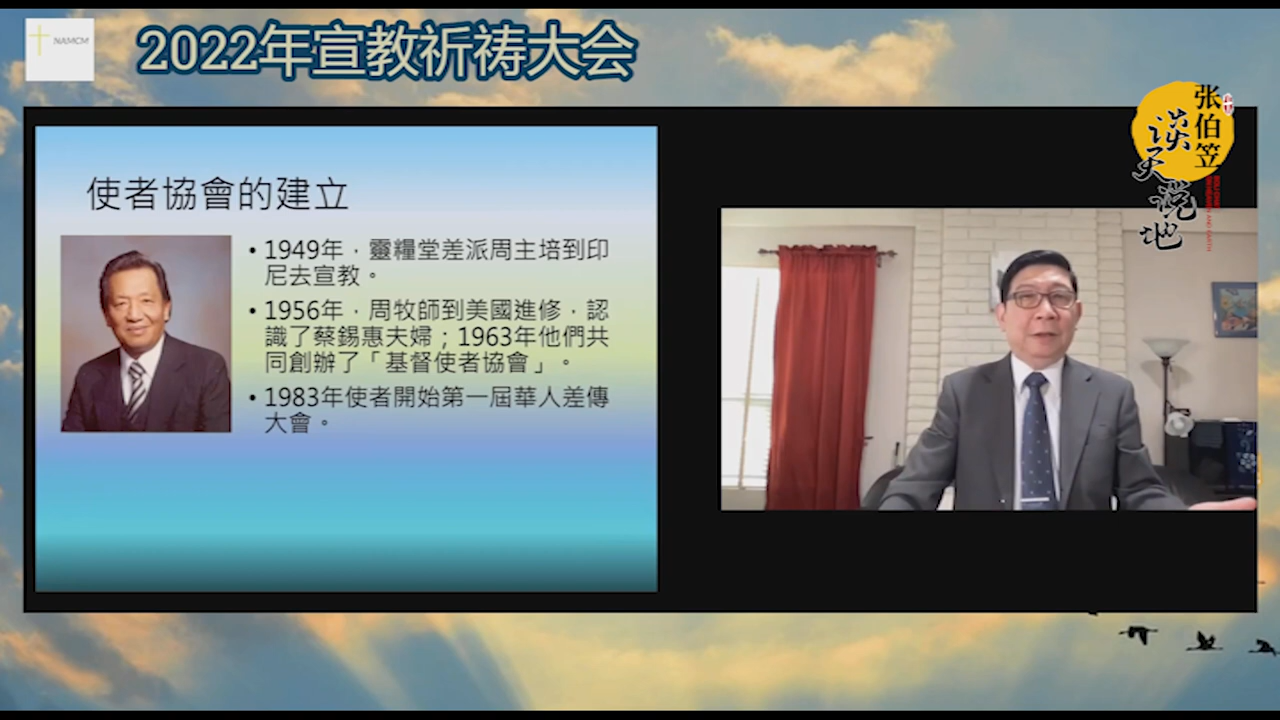 NAMCM
2022年宣教祈祷大会
张伯笠
谈天说地
使者協會的建立
• 1949年，靈糧堂差派周主培到印
尼去宣教。
• 1956年，周牧師到美國進修，認
識了蔡錫惠夫婦；1963年他們共
同創辦了「基督使者協會」。
• 1983年使者開始第一屆華人差傳
大會。